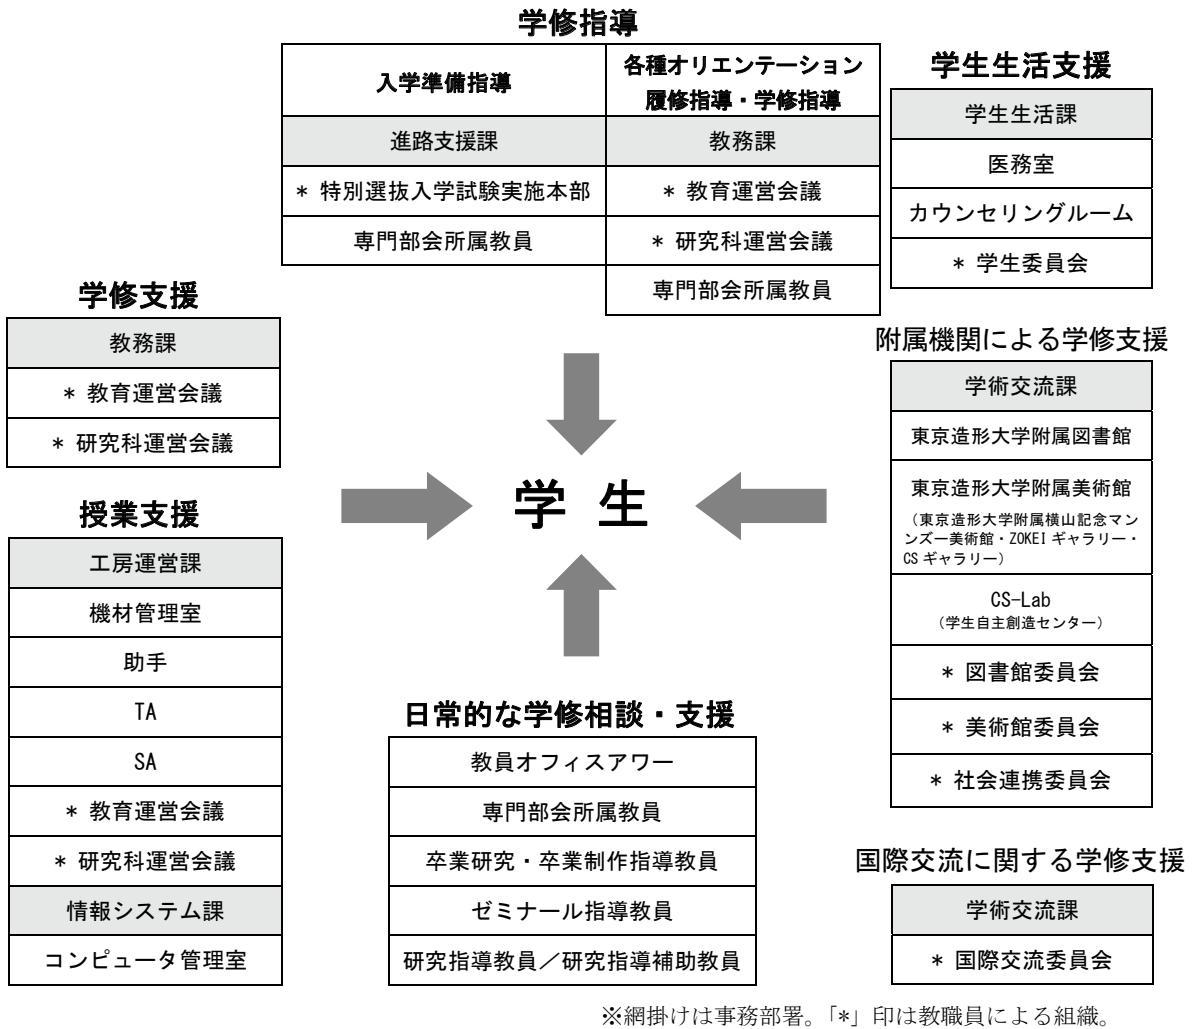 学修指導
入学準備指導
各種オリエンテーション
履修指導・学修指導
進路支援課
教務課
* 特別選抜入学試験実施本部
* 教育運営会議
専門部会所属教員
* 研究科運営会議
専門部会所属教員
学生生活支援
学生生活課
医務室
カウンセリングルーム
* 学生委員会
学修支援
教務課
* 教育運営会議
* 研究科運営会議
授業支援
工房運営課
機材管理室
助手
TA
SA
* 教育運営会議
* 研究科運営会議
情報システム課
コンピュータ管理室
学 生
日常的な学修相談・支援
教員オフィスアワー
専門部会所属教員
卒業研究・卒業制作指導教員
ゼミナール指導教員
研究指導教員／研究指導補助教員
附属機関による学修支援
学術交流課
東京造形大学附属図書館
東京造形大学附属美術館
（東京造形大学附属横山記念マン
ンズー美術館・ZOKEI ギャラリー・
CS ギャラリー）
CS-Lab
（学生自主創造センター）
* 図書館委員会
* 美術館委員会
* 社会連携委員会
国際交流に関する学修支援
学術交流課
* 国際交流委員会
※網掛けは事務部署。「*」印は教職員による組織。